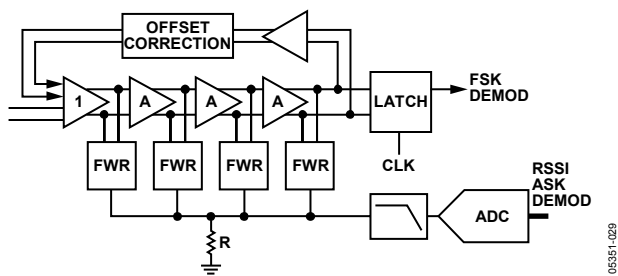 OFFSET
CORRECTION
1
A
A
A
LATCH
FSK
DEMOD
FWR
FWR
FWR
FWR
CLK
R
ADC
RSSI
ASK
DEMOD
05351-029